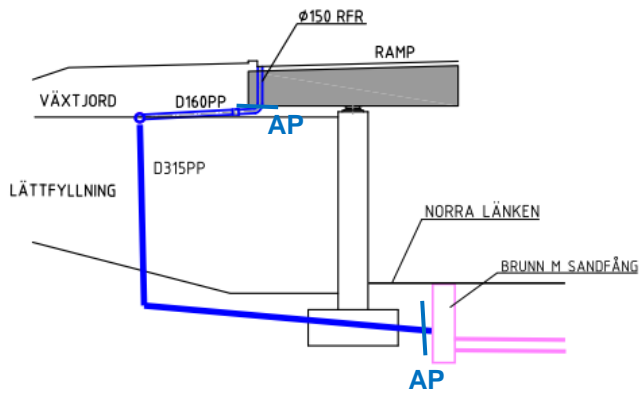 ø150 RFR
RAMP
VÄXTJORD
D160PP
AP
D315PP
LÄTTFYLLNING
NORRA LÄNKEN
BRUNN M SANDFÅNG
AP